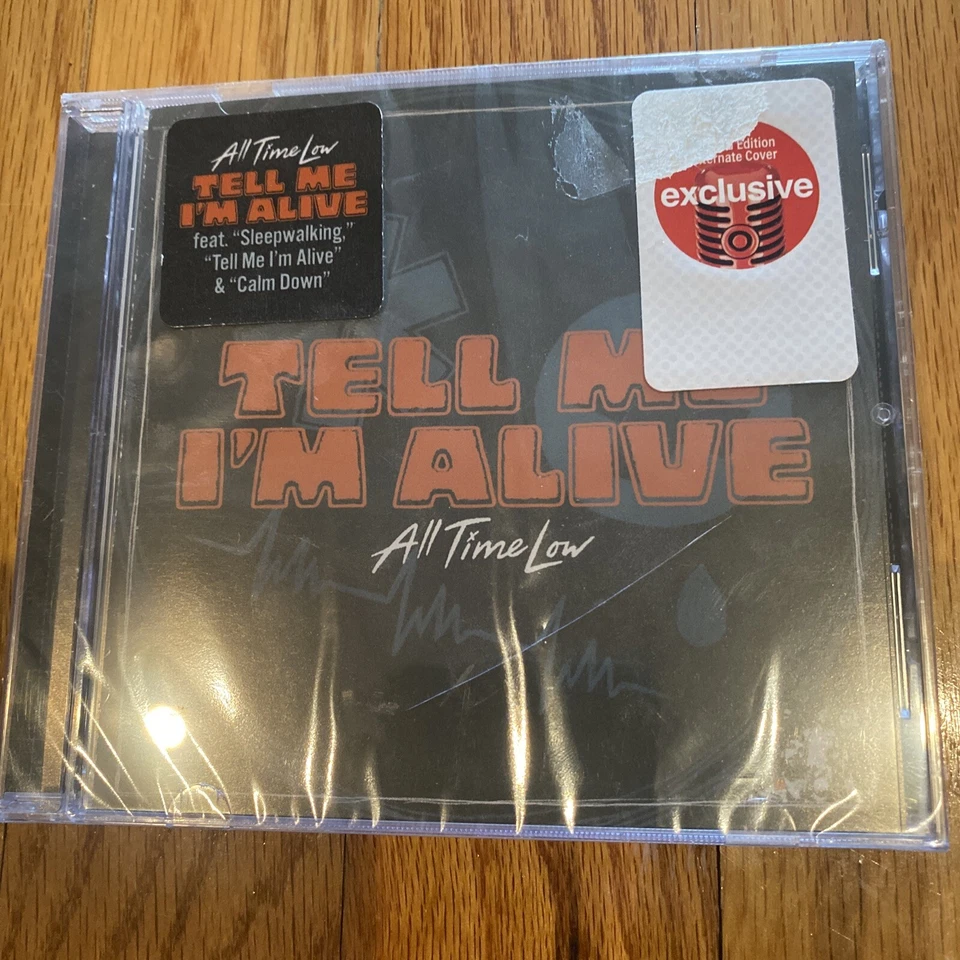 All Time Low
TELL ME
I'M ALIVE
feat. “Sleepwalking,”
“Tell Me I'm Alive”
& “Calm Down”
Edition
Alternate Cover
exclusive
TELL ME
I'M ALIVE
All Time Low